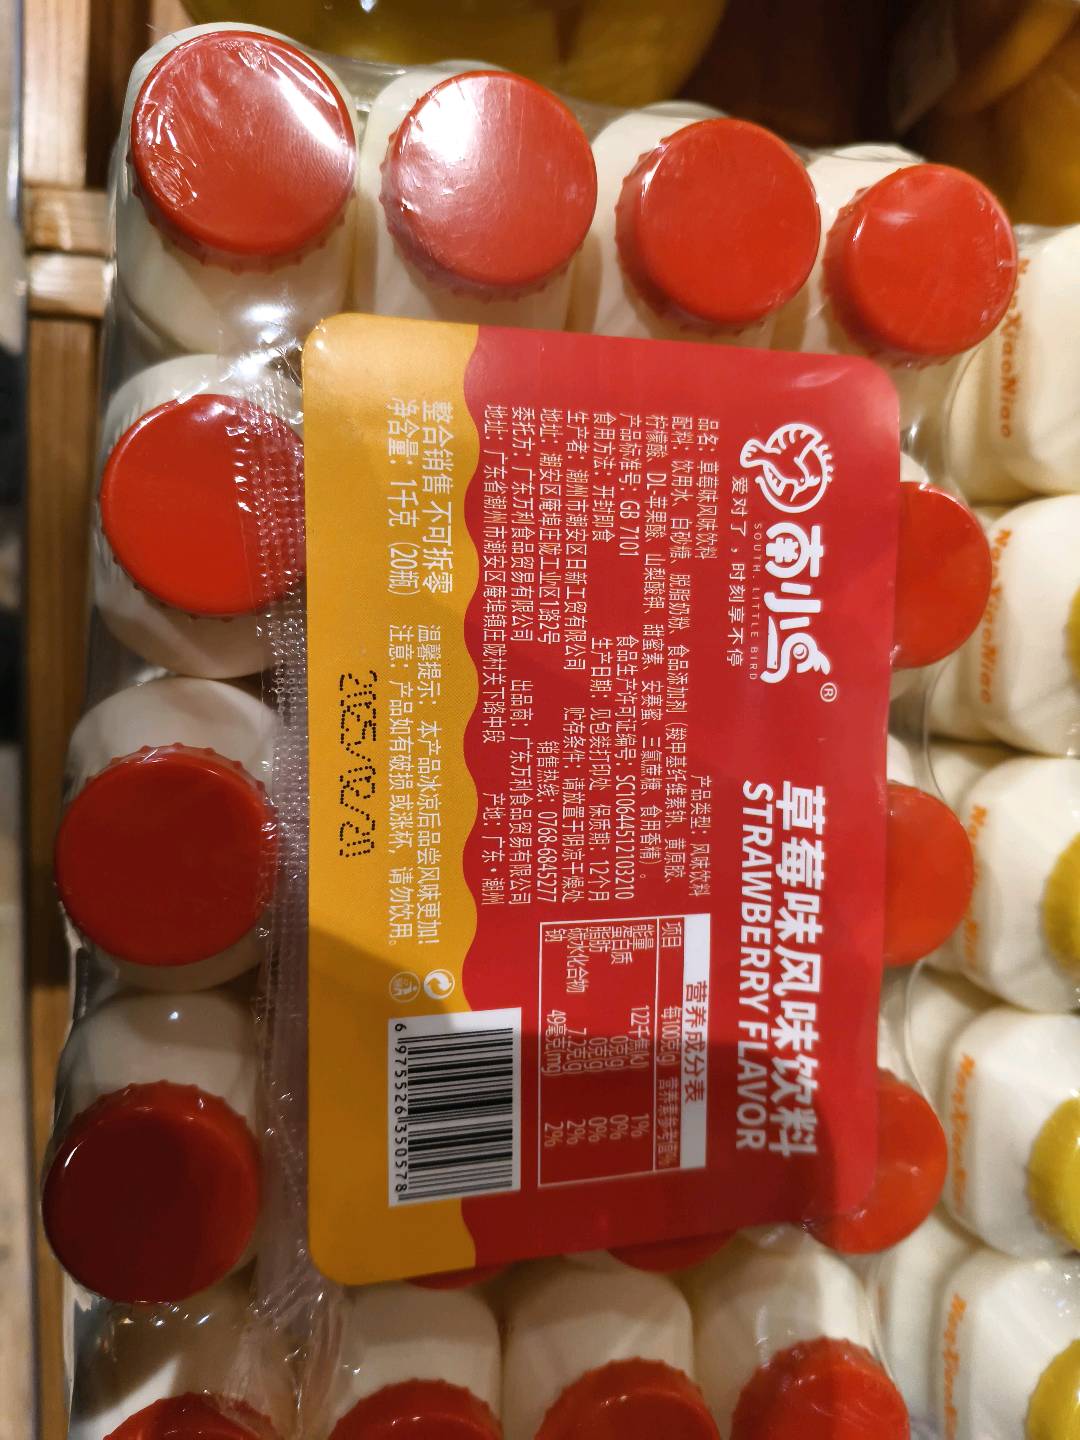 南小鸟®
SOUTH. LITTLE BIRD
爱对了，时刻享不停
草莓味风味饮料
STRAWBERRY FLAVOR
品名：草莓味风味饮料 产品类型：风味饮料
配料：饮用水、白砂糖、脱脂奶粉、食品添加剂（羧甲基纤维素钠、黄原胶、
柠檬酸、DL-苹果酸、山梨酸钾、甜蜜素、安赛蜜、三氯蔗糖、食用香精）。
产品标准号：GB 7101 食品生产许可证编号：SC10644512103210
食用方法：开封即食 生产日期：见包装打印处 保质期：12个月
生产者：潮州市潮安区日新工贸有限公司 贮存条件：请放置于阴凉干燥处
地址：潮安区庵埠庄陇工业区1路2号 销售热线：0768-6845277
委托方：广东万利食品贸易有限公司 出品商：广东万利食品贸易有限公司
地址：广东省潮州市潮安区庵埠镇庄陇村关下路中段 产地：广东·潮州
营养成分表
项目 每100克(g) 营养素参考值%
能量 122千焦(kJ) 1%
蛋白质 0克(g) 0%
脂肪 0克(g) 0%
碳水化合物 7.2克(g) 2%
钠 49毫克(mg) 2%
整合销售 不可拆零
净含量：1千克（20瓶）
温馨提示：本产品冰凉后品尝风味更加!
注意：产品如有破损或涨杯，请勿饮用。
6 975526 350578
NanXiaoNiao
NanXiaoNiao